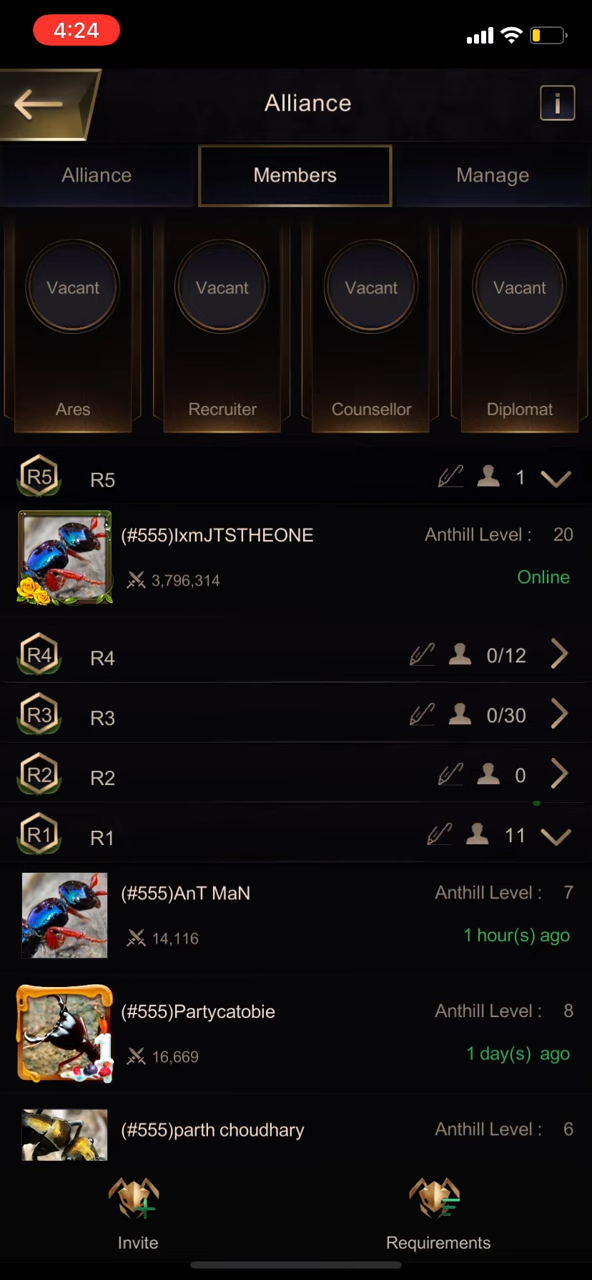 4:24
Alliance
Alliance Members Manage
Vacant Vacant Vacant Vacant
Ares Recruiter Counsellor Diplomat
R5 R5 1
(#555)IxmJTSTHEONE Anthill Level : 20
3,796,314 Online
R4 R4 0/12
R3 R3 0/30
R2 R2 0
R1 R1 11
(#555)AnT MaN Anthill Level : 7
14,116 1 hour(s) ago
(#555)Partycatobie Anthill Level : 8
16,669 1 day(s) ago
(#555)parth choudhary Anthill Level : 6
Invite Requirements